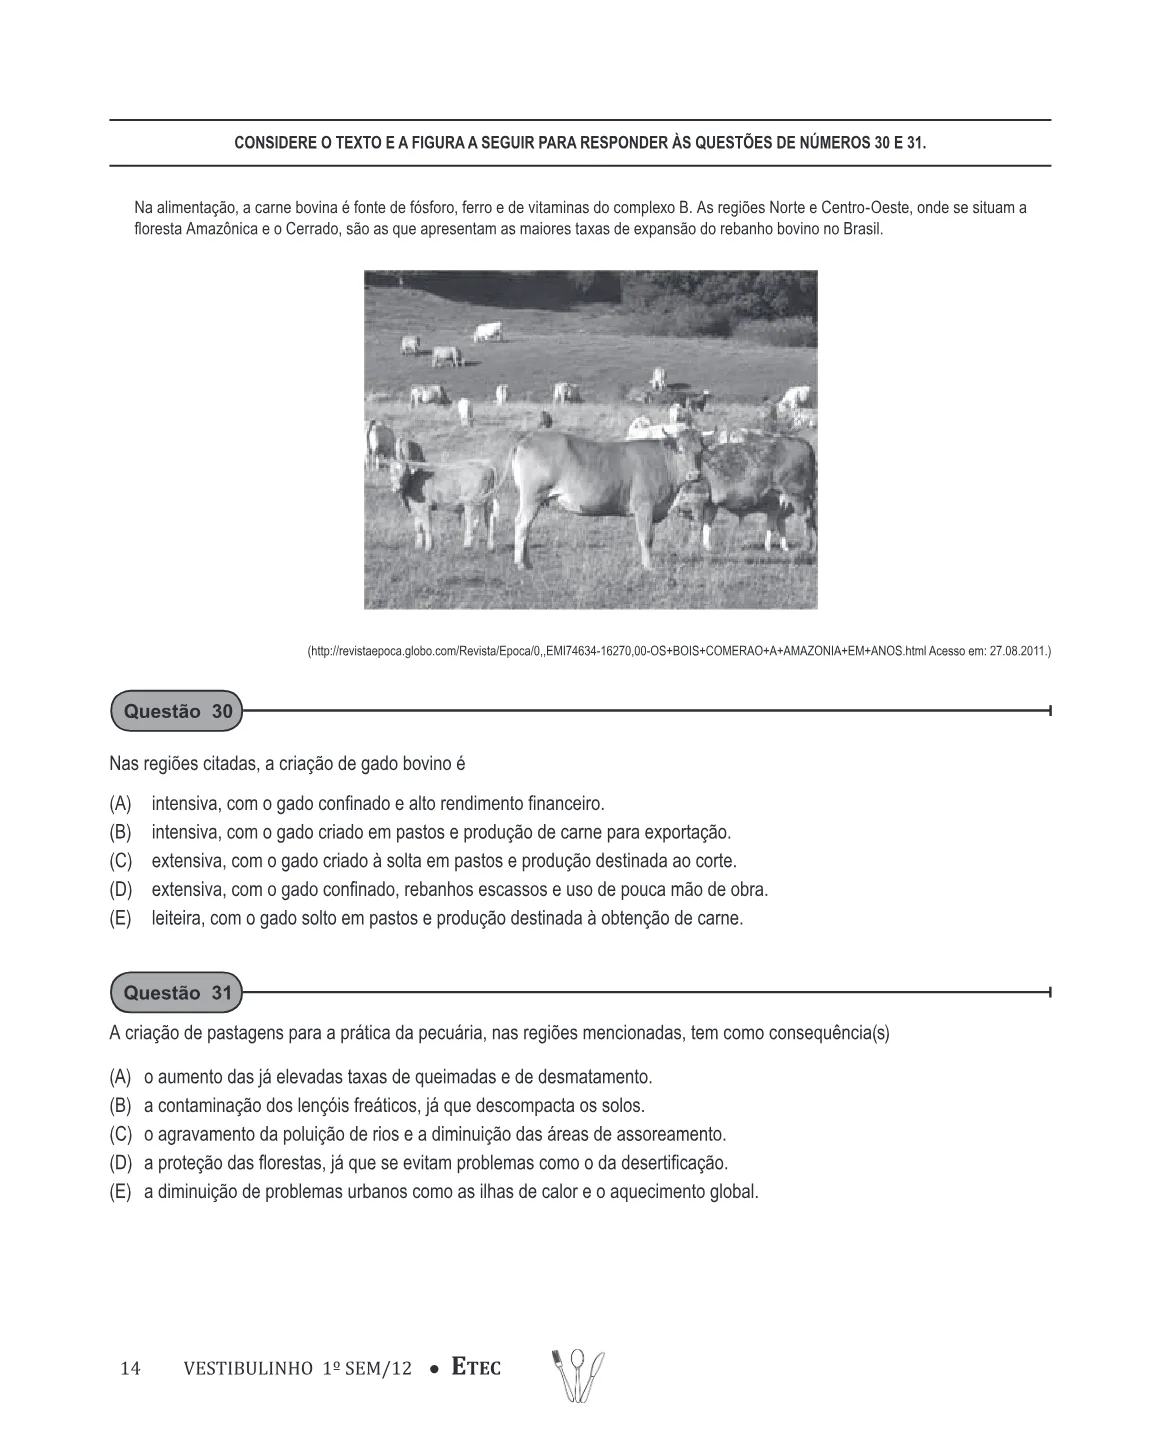 CONSIDERE O TEXTO E A FIGURA A SEGUIR PARA RESPONDER ÀS QUESTÕES DE NÚMEROS 30 E 31.
Na alimentação, a carne bovina é fonte de fósforo, ferro e de vitaminas do complexo B. As regiões Norte e Centro-Oeste, onde se situam a
floresta Amazônica e o Cerrado, são as que apresentam as maiores taxas de expansão do rebanho bovino no Brasil.
(http://revistaepoca.globo.com/Revista/Epoca/0,,EMI74634-16270,00-OS+BOIS+COMERAO+A+AMAZONIA+EM+ANOS.html Acesso em: 27.08.2011.)
Questão 30
Nas regiões citadas, a criação de gado bovino é
(A) intensiva, com o gado confinado e alto rendimento financeiro.
(B) intensiva, com o gado criado em pastos e produção de carne para exportação.
(C) extensiva, com o gado criado à solta em pastos e produção destinada ao corte.
(D) extensiva, com o gado confinado, rebanhos escassos e uso de pouca mão de obra.
(E) leiteira, com o gado solto em pastos e produção destinada à obtenção de carne.
Questão 31
A criação de pastagens para a prática da pecuária, nas regiões mencionadas, tem como consequência(s)
(A) o aumento das já elevadas taxas de queimadas e de desmatamento.
(B) a contaminação dos lençóis freáticos, já que descompacta os solos.
(C) o agravamento da poluição de rios e a diminuição das áreas de assoreamento.
(D) a proteção das florestas, já que se evitam problemas como o da desertificação.
(E) a diminuição de problemas urbanos como as ilhas de calor e o aquecimento global.
14 VESTIBULINHO 1º SEM/12 • ETEC